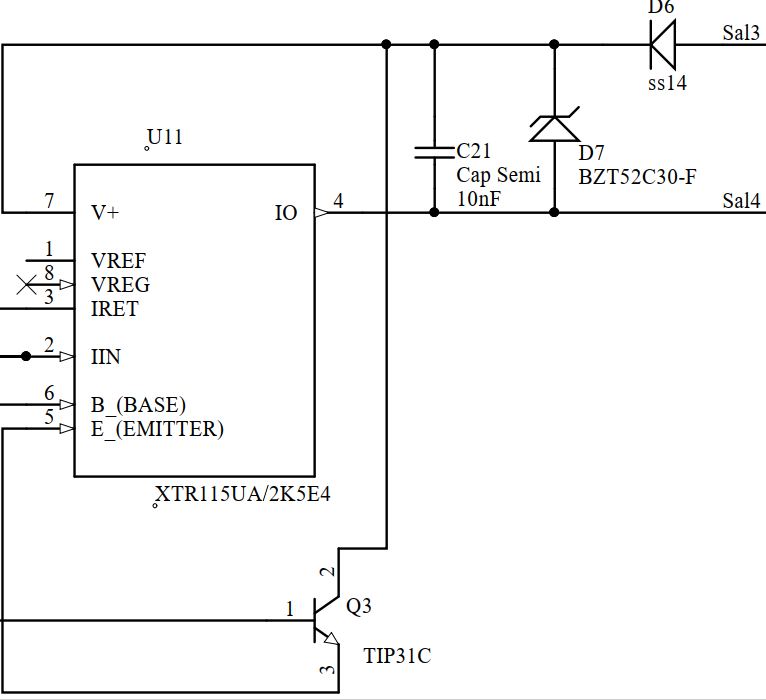 D6
Sal3
ss14
U11
C21
D7
Cap Semi
BZT52C30-F
10nF
7
V+
IO
4
Sal4
1
VREF
8
VREG
3
IRET
2
IIN
6
B_(BASE)
5
E_(EMITTER)
XTR115UA/2K5E4
2
1
Q3
TIP31C
3